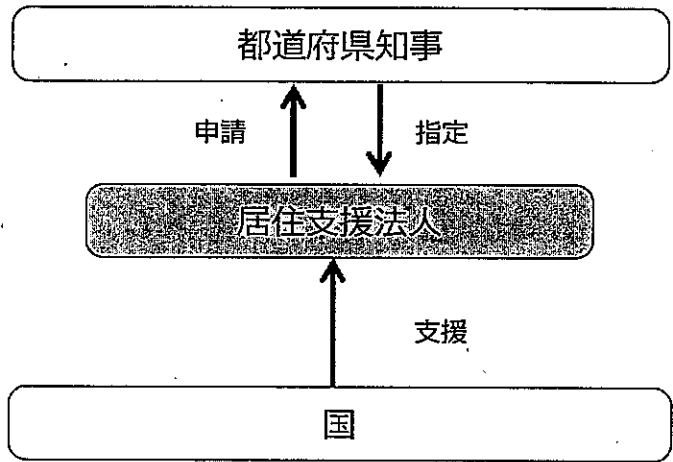 都道府県知事
申請
指定
居住支援法人
支援
国